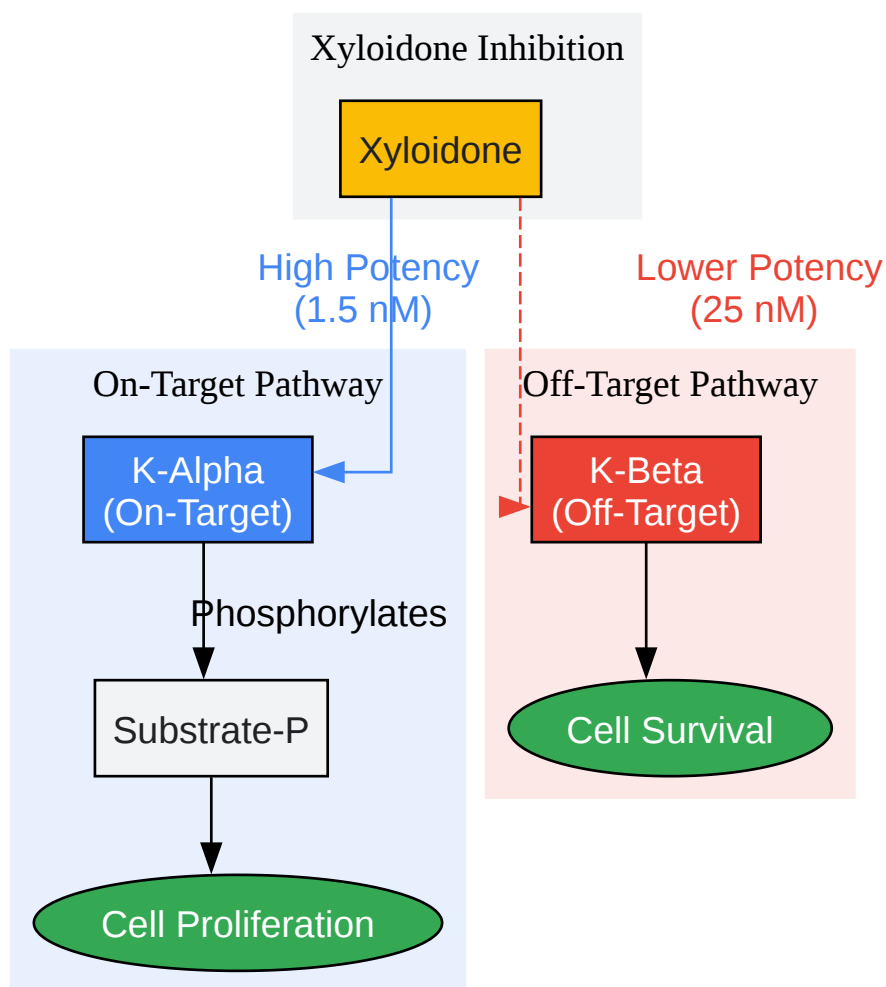 Xyloidone Inhibition
Xyloidone
High Potency
(1.5 nM)
Lower Potency
(25 nM)
On-Target Pathway
K-Alpha
(On-Target)
Phosphorylates
Substrate-P
Cell Proliferation
Off-Target Pathway
K-Beta
(Off-Target)
Cell Survival